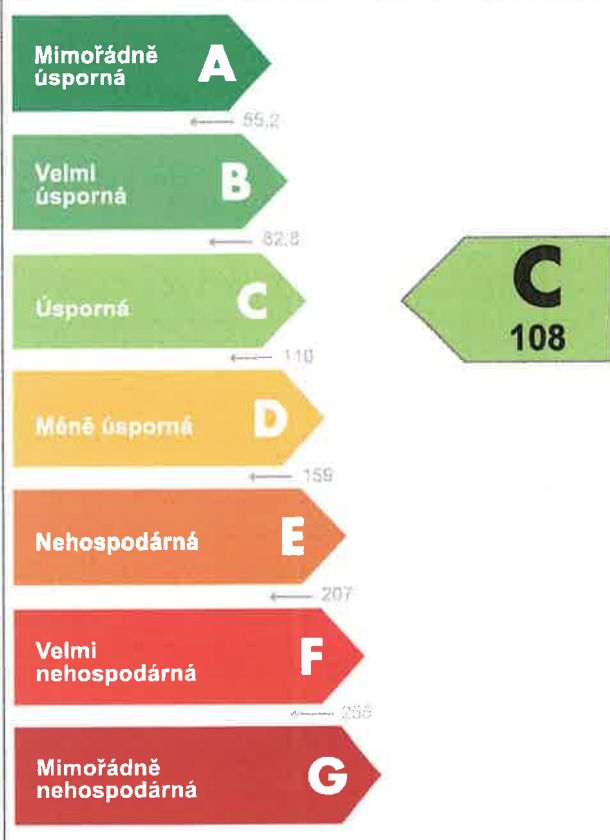 Mimořádně
úsporná
A
55,2
Velmi
úsporná
B
82,8
Úsporná
C
C
108
110
Méně úsporná
D
159
Nehospodárná
E
207
Velmi
nehospodárná
F
Mimořádně
nehospodárná
G